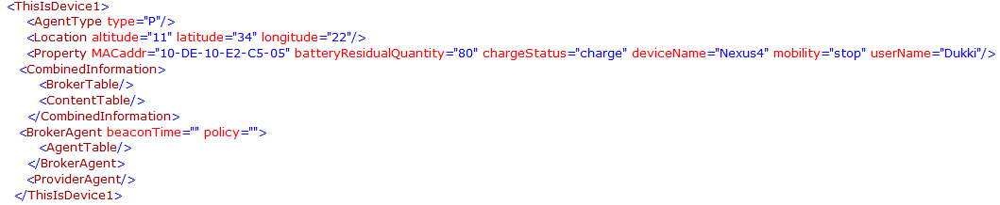 <ThisIsDevice1>
<AgentType type="P"/>
<Location altitude="11" latitude="34" longitude="22"/>
<Property MACaddr="10-DE-10-E2-C5-05" batteryResidualQuantity="80" chargeStatus="charge" deviceName="Nexus4" mobility="stop" userName="Dukki"/>
<CombinedInformation>
<BrokerTable/>
<ContentTable/>
</CombinedInformation>
<BrokerAgent beaconTime="" policy="">
<AgentTable/>
</BrokerAgent>
<ProviderAgent/>
</ThisIsDevice1>